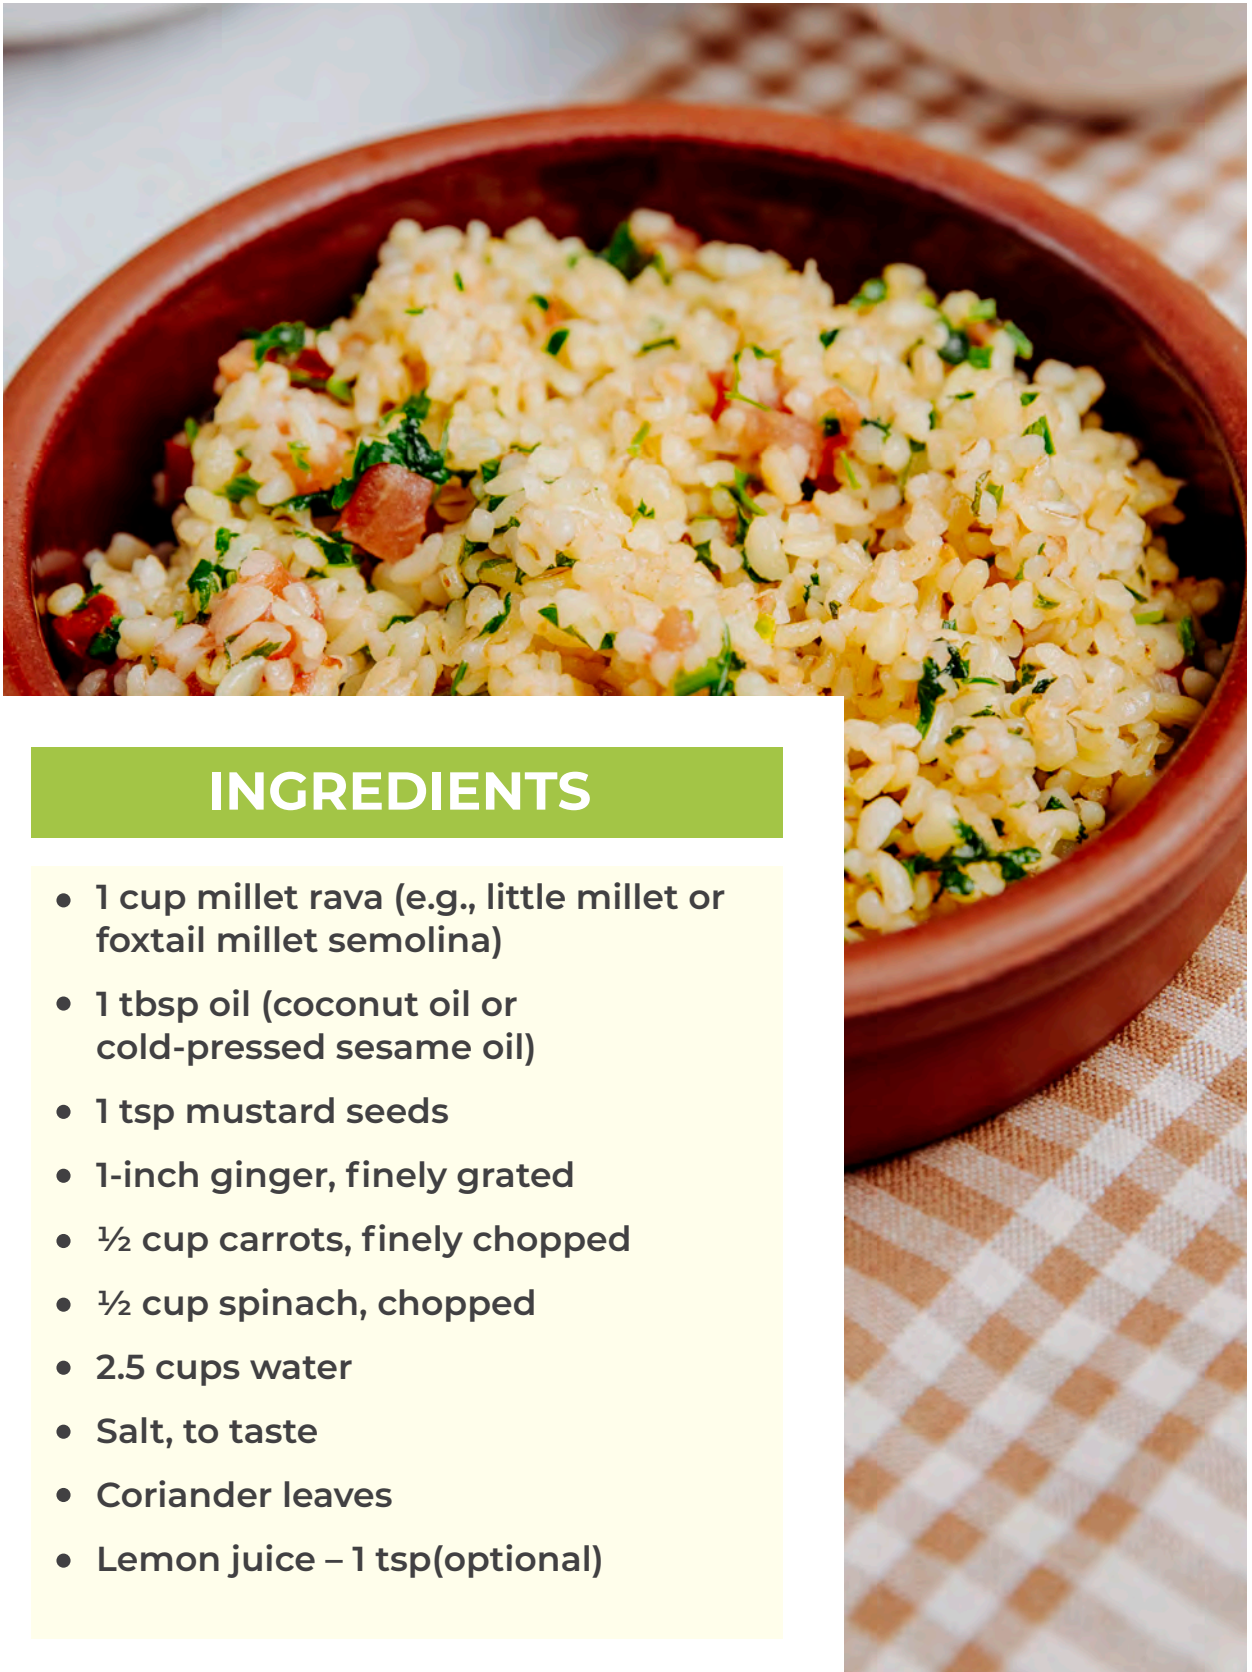 INGREDIENTS
• 1 cup millet rava (e.g., little millet or
foxtail millet semolina)
• 1 tbsp oil (coconut oil or
cold-pressed sesame oil)
• 1 tsp mustard seeds
• 1-inch ginger, finely grated
• ½ cup carrots, finely chopped
• ½ cup spinach, chopped
• 2.5 cups water
• Salt, to taste
• Coriander leaves
• Lemon juice – 1 tsp(optional)